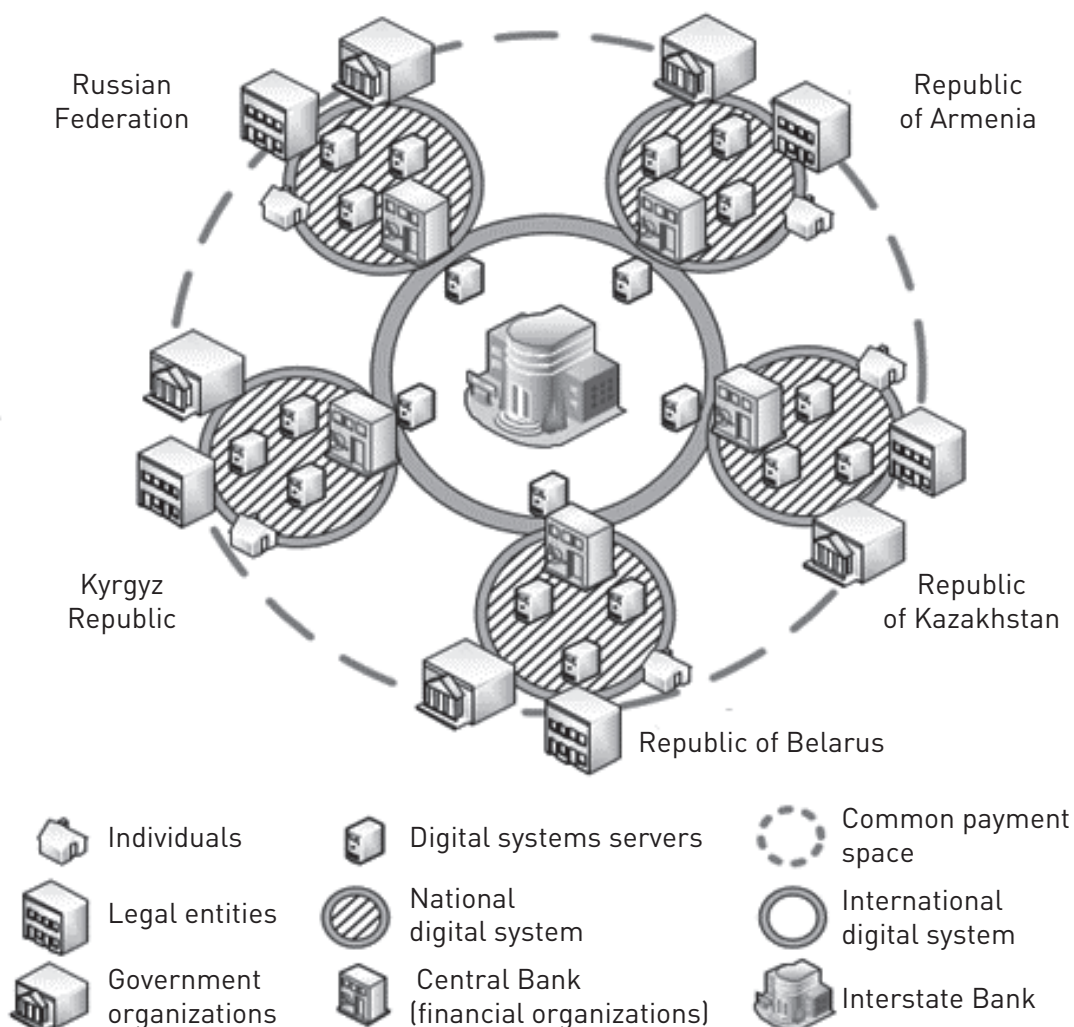 Russian
Federation
Republic
of Armenia
Kyrgyz
Republic
Republic
of Kazakhstan
Republic of Belarus
Individuals
Digital systems servers
Common payment
space
Legal entities
National
digital system
International
digital system
Government
organizations
Central Bank
(financial organizations)
Interstate Bank